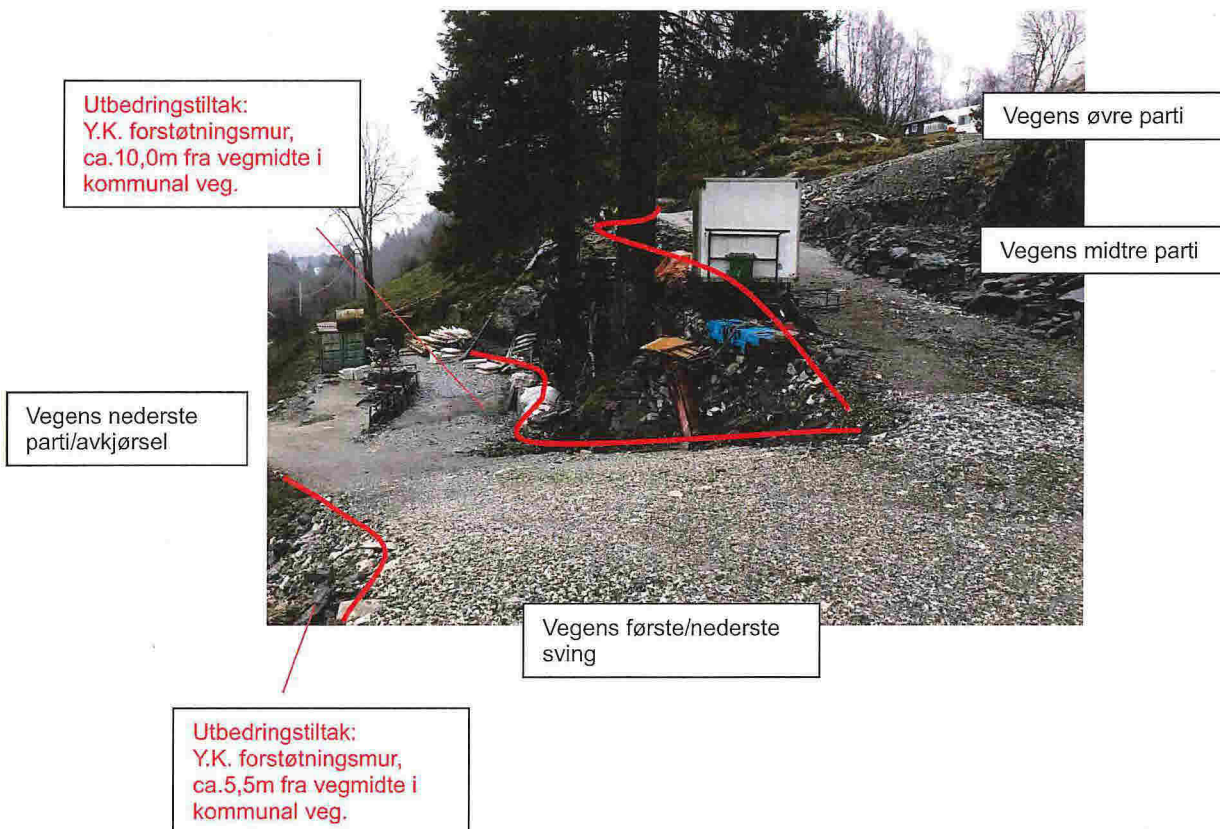 Utbedringstiltak:
Y.K. forstøtningsmur,
ca.10,0m fra vegmidte i
kommunal veg.
Vegens øvre parti
Vegens midtre parti
Vegens nederste
parti/avkjørsel
Vegens første/nederste
sving
Utbedringstiltak:
Y.K. forstøtningsmur,
ca.5,5m fra vegmidte i
kommunal veg.